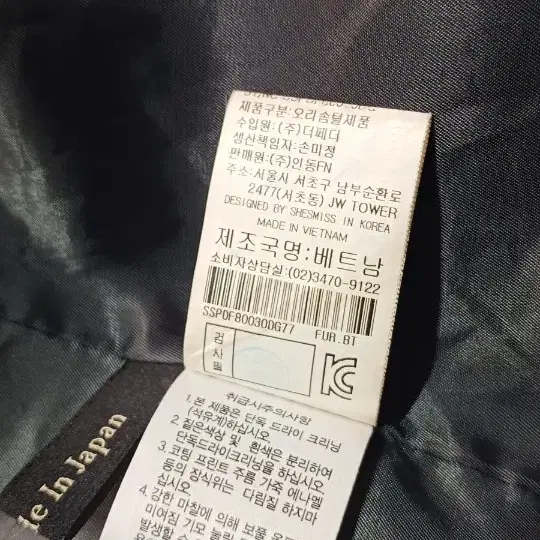 제품구분:오리솜털제품
수입원:(주)더페더
생산책임자:손미정
판매원:(주)인동FN
주소:서울시 서초구 남부순환로
2477(서초동) JW TOWER
DESIGNED BY SHESMISS IN KOREA
MADE IN VIETNAM
제조국명:베트남
소비자상담실:(02)3470-9122
SSPDF80030DG77 FUR.BT
검
사
필
취급시주의사항
1.본 제품은 단독 드라이 크리닝
(석유계)하십시오.
2.짙은색상 및 흰색은 분리하여
단독드라이크리닝을 하십시오
3.코팅 프린트 주름 가죽 에나멜
등의 장식위는 다림질 하지마
십시오
4.강한 마찰에 의해 보풀
미어짐 기모 눌림
In Japan